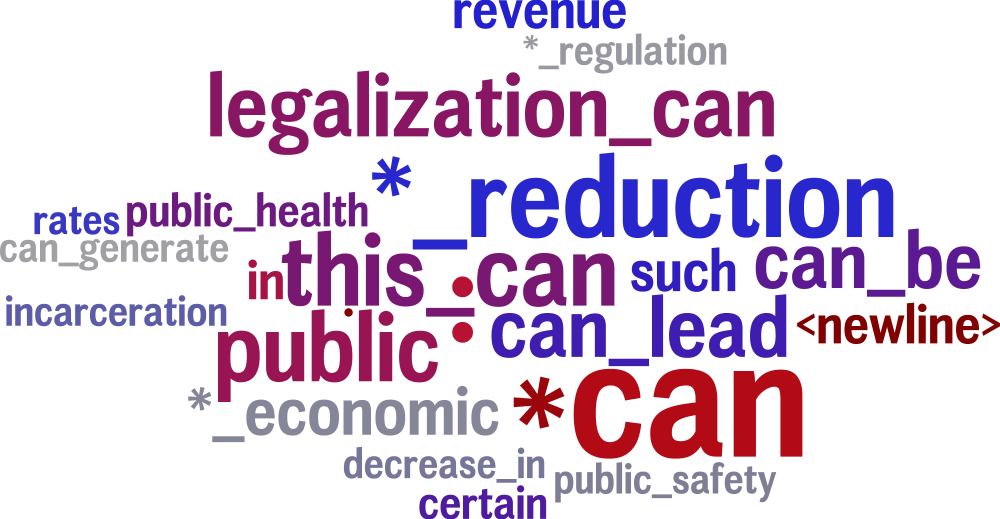 revenue
*_regulation
legalization_can
*_reduction
public_health
rates
can_generate
this_can
in
:
such
can_be
incarceration
.
public
can_lead
<newline>
*_economic
*
can
decrease_in
public_safety
certain